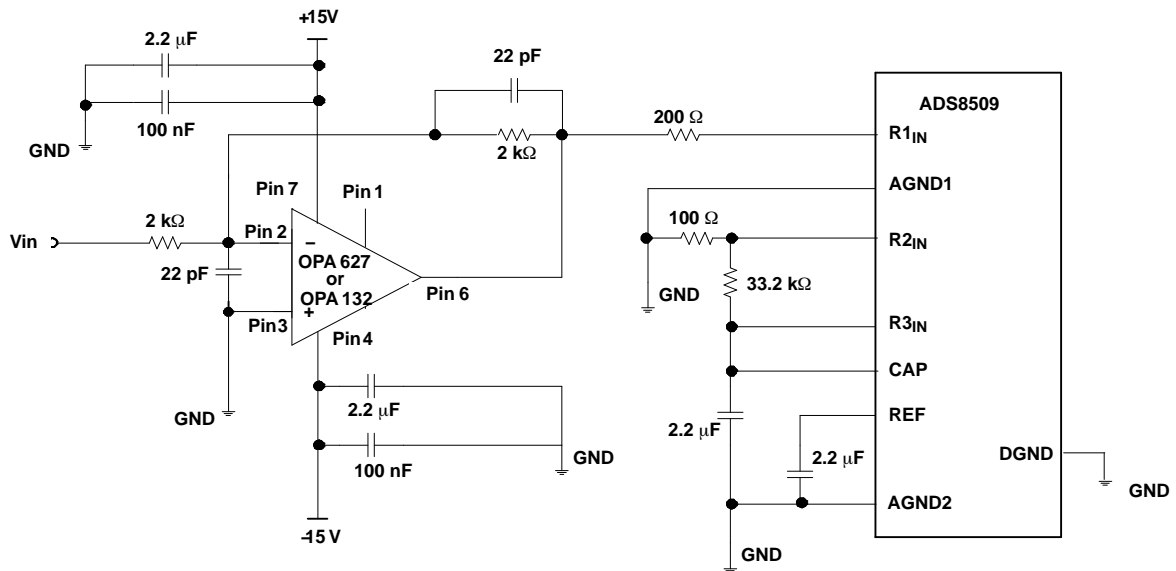 +15V
2.2 μF
22 pF
ADS8509
100 nF
200 Ω
R1IN
GND
2 kΩ
AGND1
Pin 7
Pin 1
2 kΩ
100 Ω
Vin
Pin 2
R2IN
−
OPA 627
or
OPA 132
22 pF
33.2 kΩ
Pin 6
GND
Pin3
+
R3IN
Pin4
CAP
GND
2.2 μF
REF
2.2 μF
2.2 μF
DGND
100 nF
GND
GND
AGND2
-15 V
GND